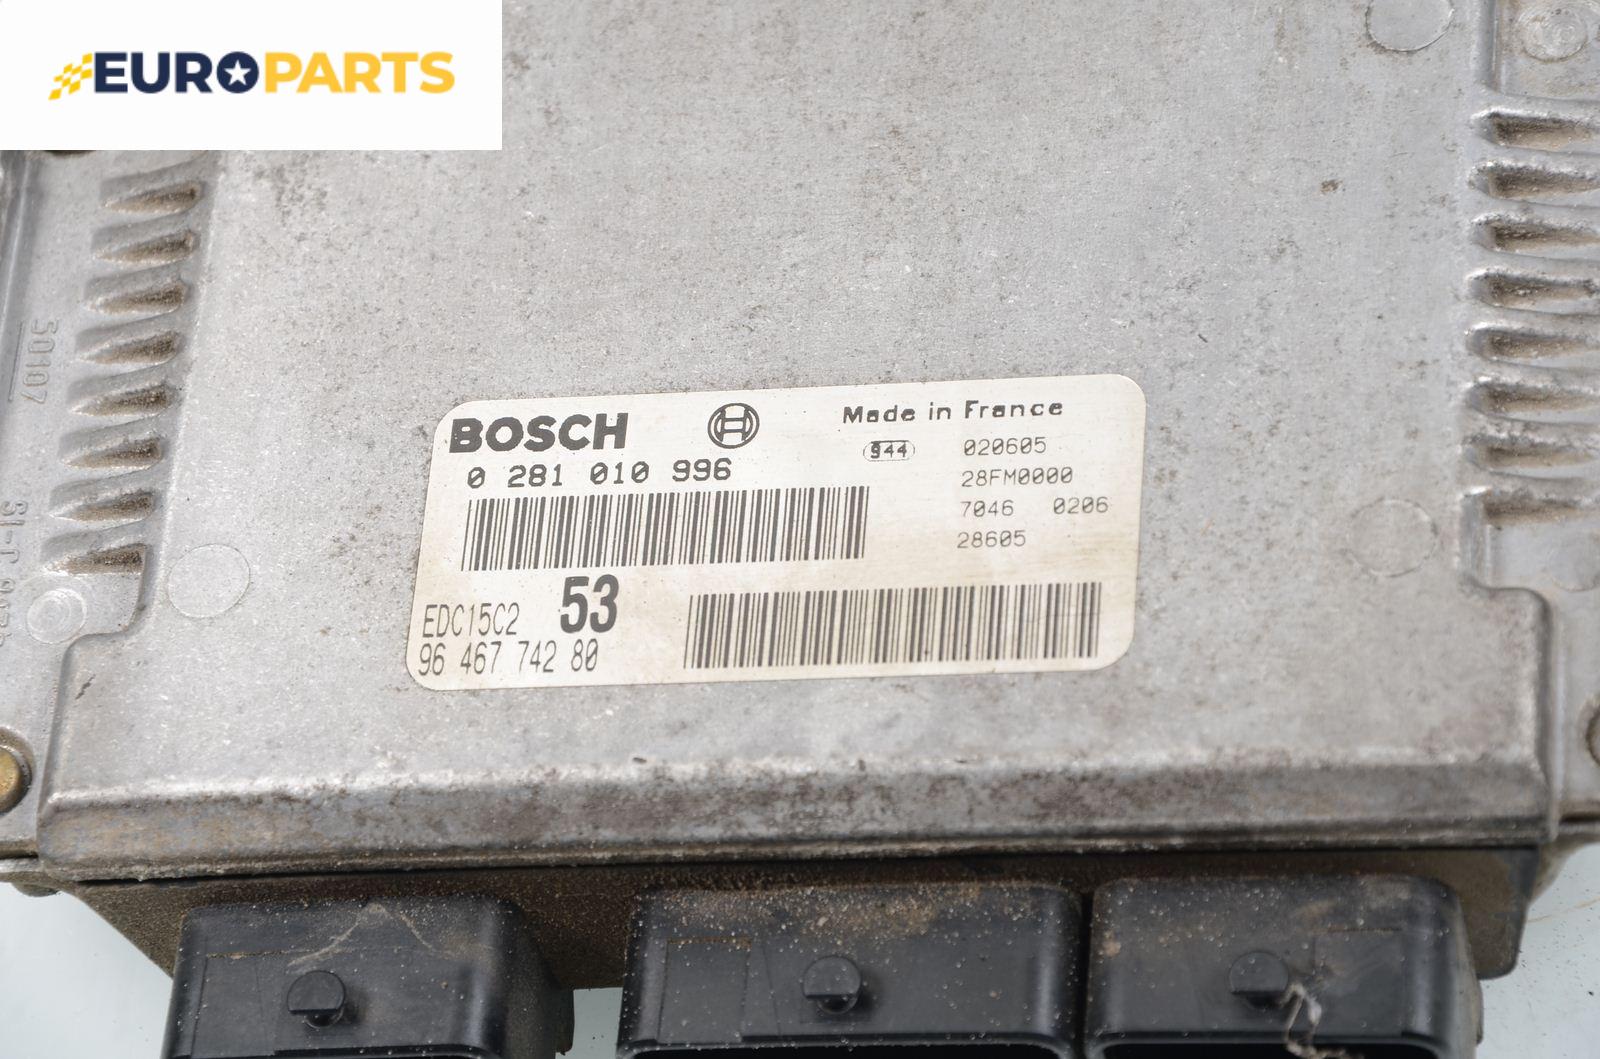 EUROPARTS
BOSCH
0 281 010 996
Made in France
944
020605
28FM0000
7046 0206
28605
EDC15C2 53
96 467 742 80
S0107